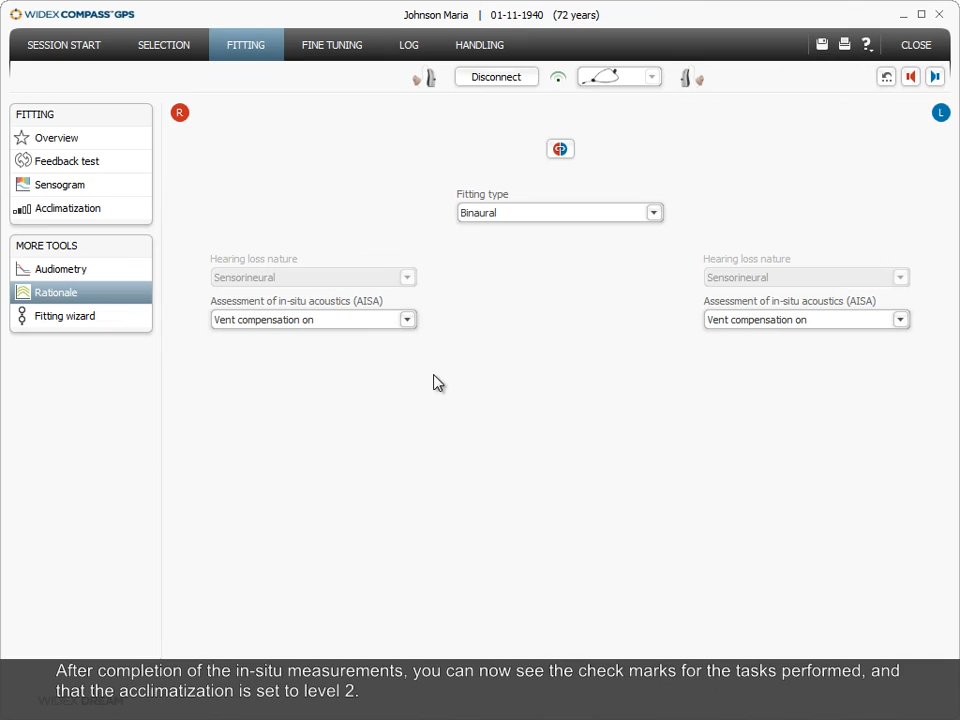 WIDEX COMPASS™GPS
Johnson Maria | 01-11-1940 (72 years)
SESSION START SELECTION FITTING FINE TUNING LOG HANDLING ? CLOSE
Disconnect
R
L
FITTING
Overview
Feedback test
Sensogram
Acclimatization
MORE TOOLS
Audiometry
Rationale
Fitting wizard
Fitting type
Binaural
Hearing loss nature
Sensorineural
Assessment of in-situ acoustics (AISA)
Vent compensation on
Hearing loss nature
Sensorineural
Assessment of in-situ acoustics (AISA)
Vent compensation on
After completion of the in-situ measurements, you can now see the check marks for the tasks performed, and
that the acclimatization is set to level 2.
WIDEX DREAM